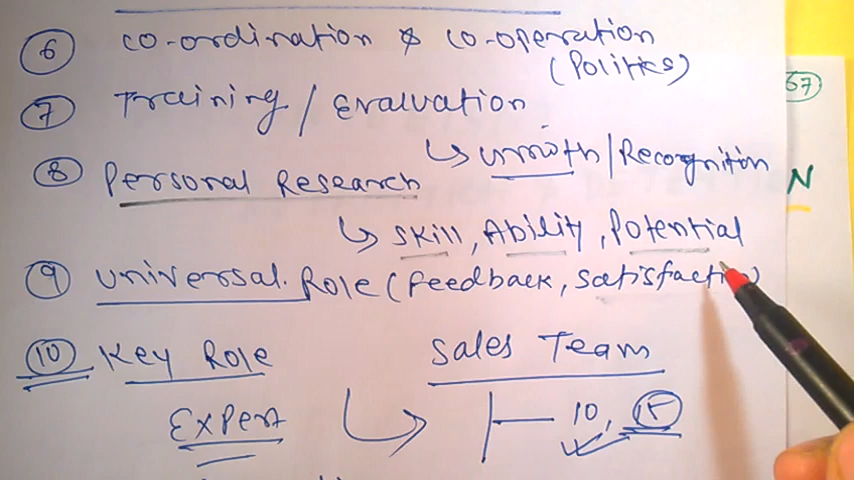 6 Co-ordination & Co-operation
(Politics)
7 Training / Evaluation
↳ Growth / Recognition
8 Personal Research
↳ Skill, Ability, Potential
9 Universal Role (Feedback, Satisfaction)
10 Key Role Sales Team
Expert 10, 15
57
N